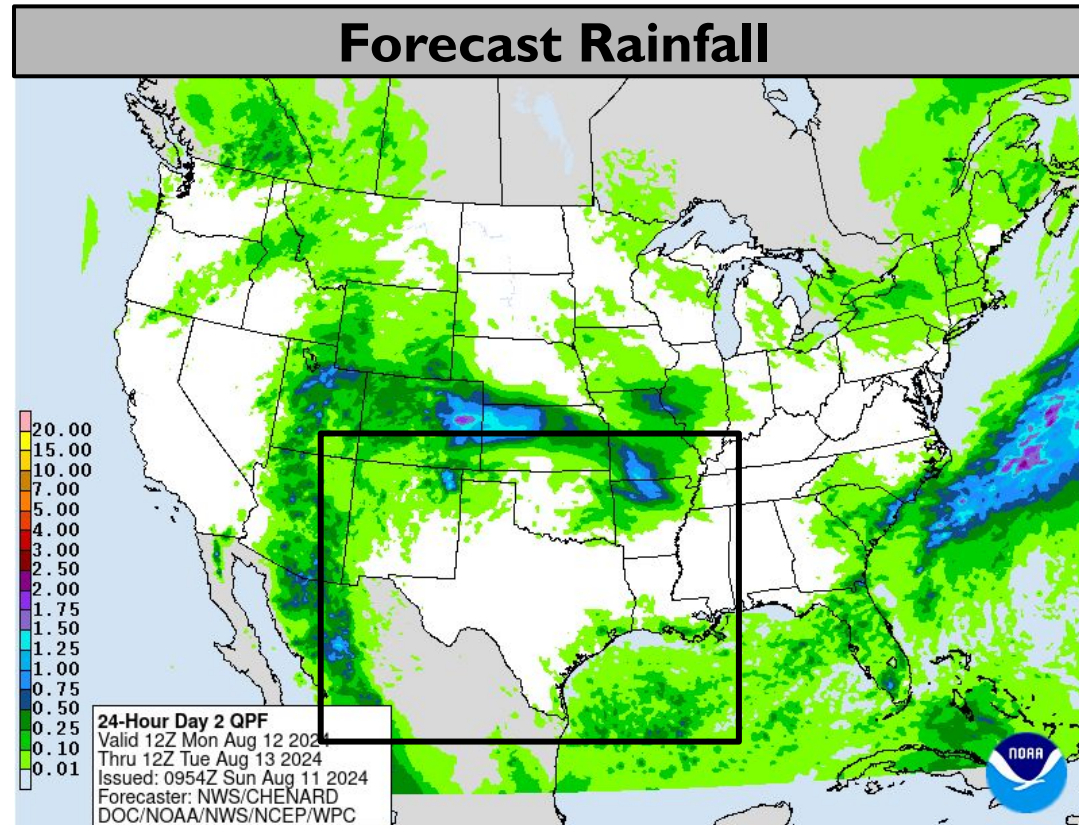 Forecast Rainfall
20.00
15.00
10.00
7.00
5.00
4.00
3.00
2.50
2.00
1.75
1.50
1.25
1.00
0.75
0.50
0.25
0.10
0.01
24-Hour Day 2 QPF
Valid 12Z Mon Aug 12 2024
Thru 12Z Tue Aug 13 2024
Issued: 0954Z Sun Aug 11 2024
Forecaster: NWS/CHENARD
DOC/NOAA/NWS/NCEP/WPC
NOAA